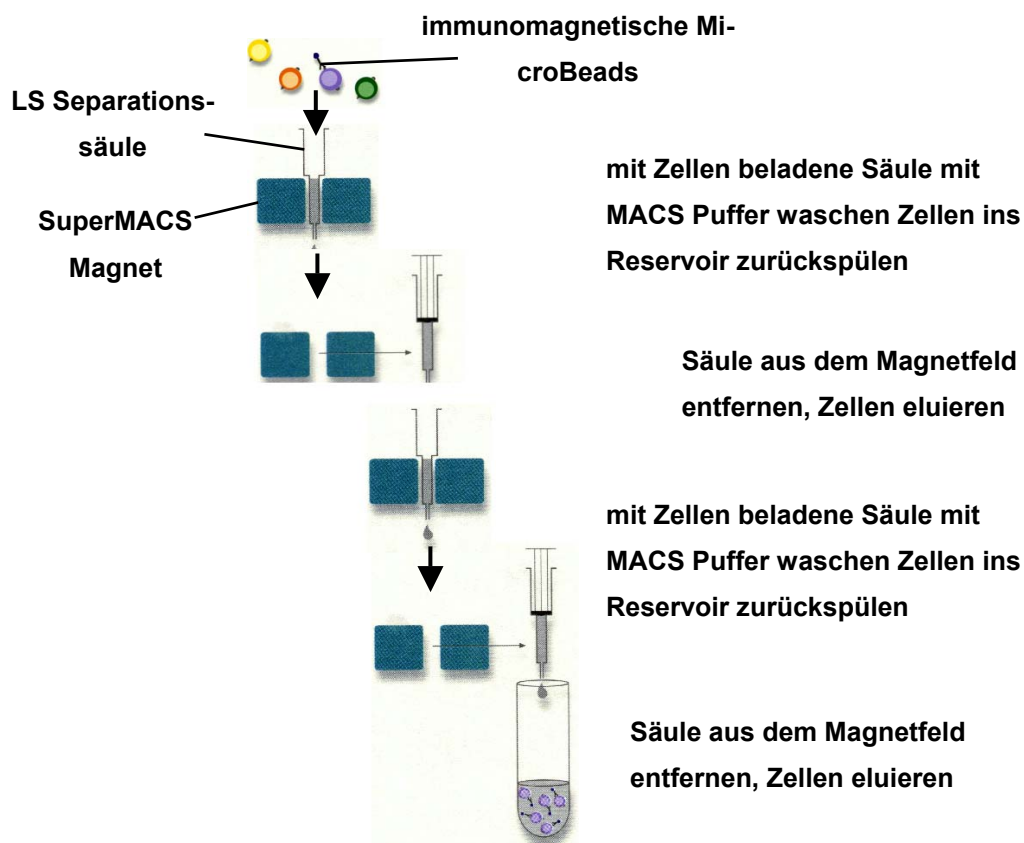 immunomagnetische Mi-
croBeads
LS Separations-
säule
SuperMACS
Magnet
mit Zellen beladene Säule mit
MACS Puffer waschen Zellen ins
Reservoir zurückspülen
Säule aus dem Magnetfeld
entfernen, Zellen eluieren
mit Zellen beladene Säule mit
MACS Puffer waschen Zellen ins
Reservoir zurückspülen
Säule aus dem Magnetfeld
entfernen, Zellen eluieren